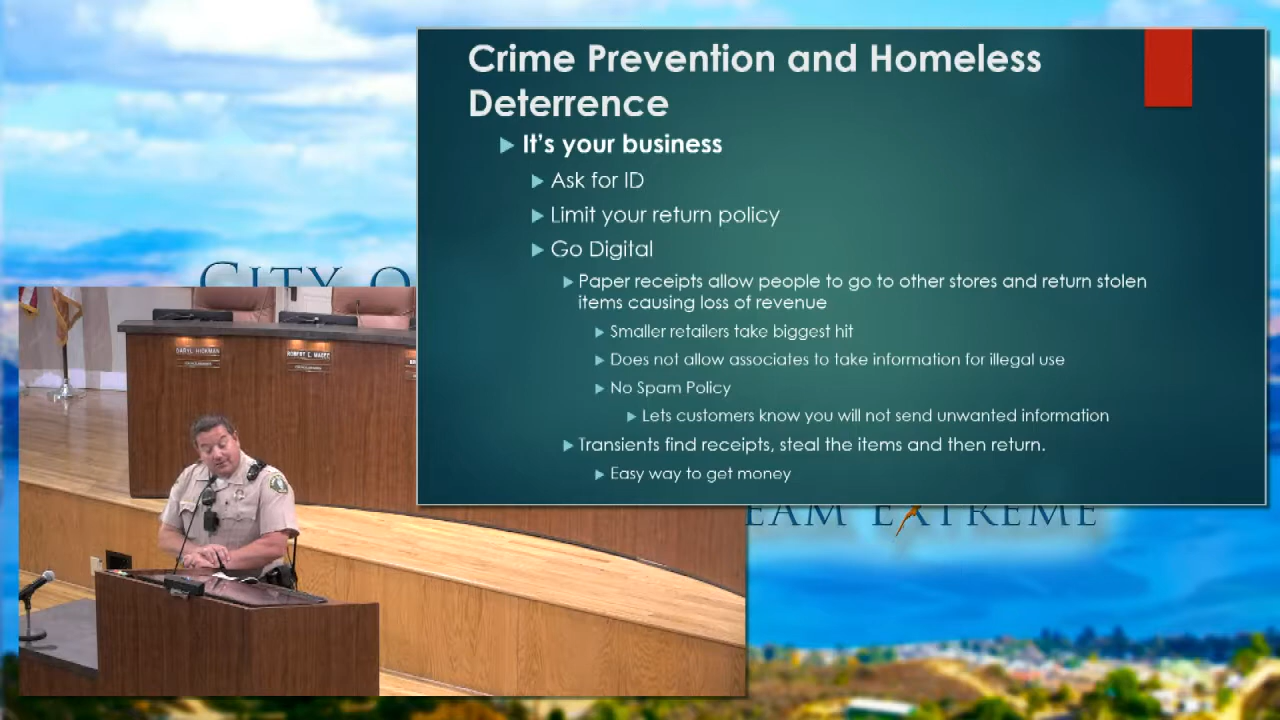 Crime Prevention and Homeless
Deterrence
It's your business
Ask for ID
Limit your return policy
Go Digital
Paper receipts allow people to go to other stores and return stolen
items causing loss of revenue
Smaller retailers take biggest hit
Does not allow associates to take information for illegal use
No Spam Policy
Lets customers know you will not send unwanted information
Transients find receipts, steal the items and then return.
Easy way to get money
CITY O
DARYL HICKMAN
ROBERT E. MAGEE
EAM EXTREME